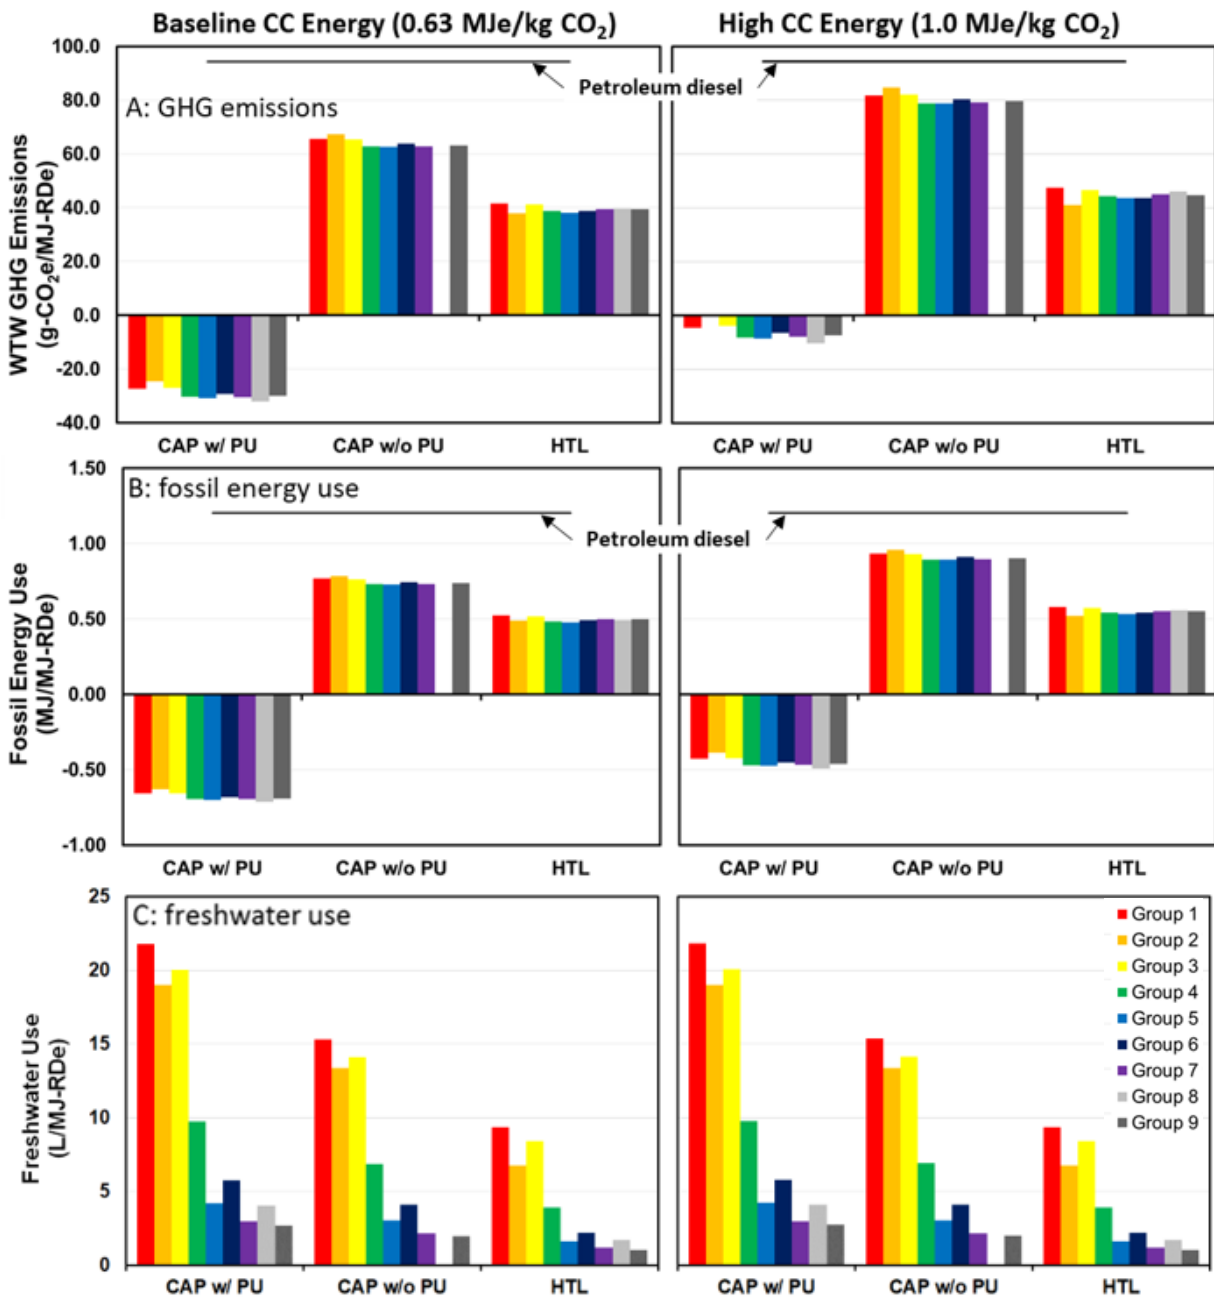 Baseline CC Energy (0.63 MJe/kg CO₂)
High CC Energy (1.0 MJe/kg CO₂)
WTW GHG Emissions
(g-CO₂e/MJ-RDe)
100.0
80.0
60.0
40.0
20.0
0.0
-20.0
-40.0
A: GHG emissions
Petroleum diesel
CAP w/ PU
CAP w/o PU
HTL
CAP w/ PU
CAP w/o PU
HTL
Fossil Energy Use
(MJ/MJ-RDe)
1.50
1.00
0.50
0.00
-0.50
-1.00
B: fossil energy use
Petroleum diesel
CAP w/ PU
CAP w/o PU
HTL
CAP w/ PU
CAP w/o PU
HTL
Freshwater Use
(L/MJ-RDe)
25
20
15
10
5
0
C: freshwater use
Group 1
Group 2
Group 3
Group 4
Group 5
Group 6
Group 7
Group 8
Group 9
CAP w/ PU
CAP w/o PU
HTL
CAP w/ PU
CAP w/o PU
HTL